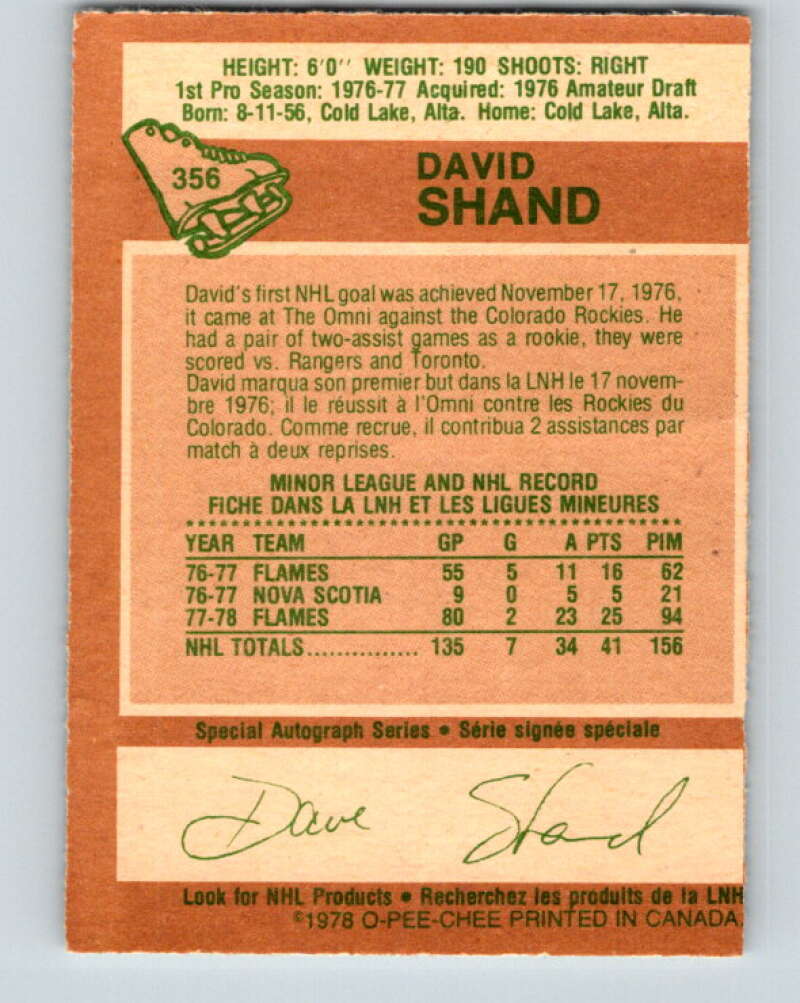 HEIGHT: 6'0'' WEIGHT: 190 SHOOTS: RIGHT
1st Pro Season: 1976-77 Acquired: 1976 Amateur Draft
Born: 8-11-56, Cold Lake, Alta. Home: Cold Lake, Alta.
356
DAVID
SHAND
David's first NHL goal was achieved November 17, 1976,
it came at The Omni against the Colorado Rockies. He
had a pair of two-assist games as a rookie, they were
scored vs. Rangers and Toronto.
David marqua son premier but dans la LNH le 17 novem-
bre 1976; il le réussit à l'Omni contre les Rockies du
Colorado. Comme recrue, il contribua 2 assistances par
match à deux reprises.
MINOR LEAGUE AND NHL RECORD
FICHE DANS LA LNH ET LES LIGUES MINEURES
YEAR TEAM GP G A PTS PIM
76-77 FLAMES 55 5 11 16 62
76-77 NOVA SCOTIA 9 0 5 5 21
77-78 FLAMES 80 2 23 25 94
NHL TOTALS............... 135 7 34 41 156
Special Autograph Series • Série signée spéciale
Dave Shand
Look for NHL Products • Recherchez les produits de la LNH
©1978 O-PEE-CHEE PRINTED IN CANADA.